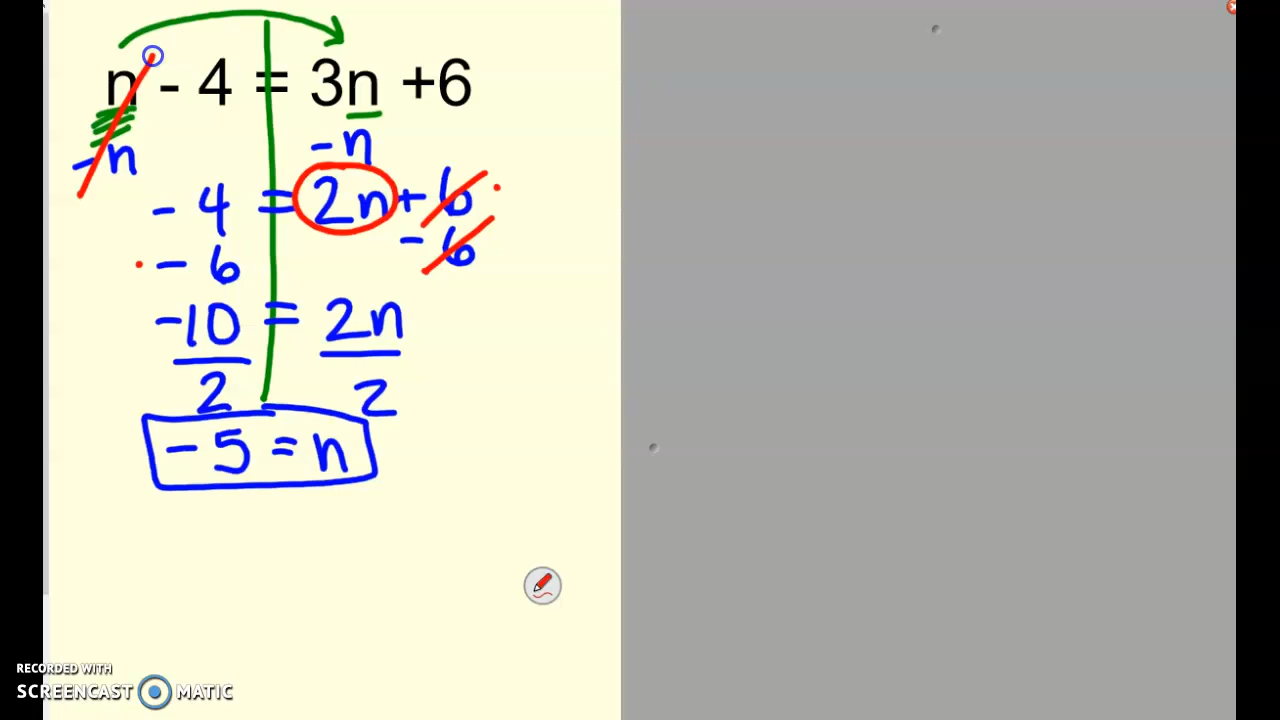 n - 4 = 3n +6
-n -n
- 4 = 2n + 6
- 6 - 6
-10 = 2n
2 2
- 5 = n
RECORDED WITH
SCREENCAST MATIC